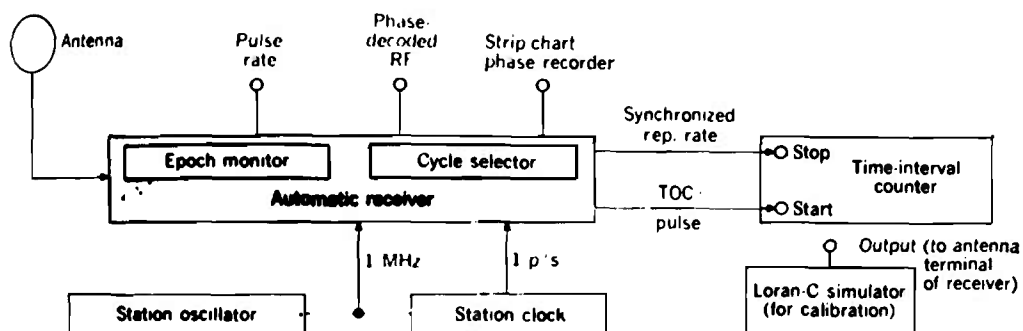 Antenna
Pulse
rate
Phase-
decoded
RF
Strip chart
phase recorder
Synchronized
rep. rate
Epoch monitor
Cycle selector
Automatic receiver
Stop
Time-interval
counter
TOC
pulse
Start
1 MHz
1 p's
Output (to antenna
terminal
of receiver)
Station oscillator
Station clock
Loran-C simulator
(for calibration)